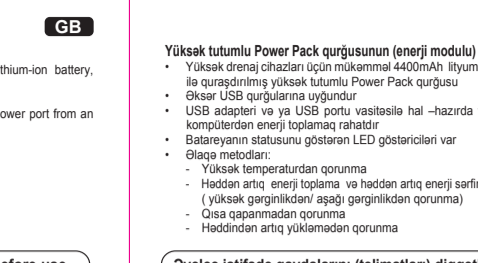 GB
thium-ion battery,
ower port from an
efore use
Yüksək tutumlu Power Pack qurğusunun (enerji modulu)
• Yüksək drenaj cihazları üçün mükəmməl 4400mAh lityum
ilə quraşdırılmış yüksək tutumlu Power Pack qurğusu
• Əksər USB qurğularına uyğundur
• USB adapteri və ya USB portu vasitəsilə hal –hazırda
kompüterdən enerji toplamaq rahatdır
• Batareyanın statusunu göstərən LED göstəriciləri var
• Əlaqə metodları:
- Yüksək temperaturdan qorunma
- Həddən artıq enerji toplama və həddən artıq enerji sərfi
( yüksək gərginlikdən/ aşağı gərginlikdən qorunma)
- Qısa qapanmadan qorunma
- Həddindən artıq yükləmədən qorunma